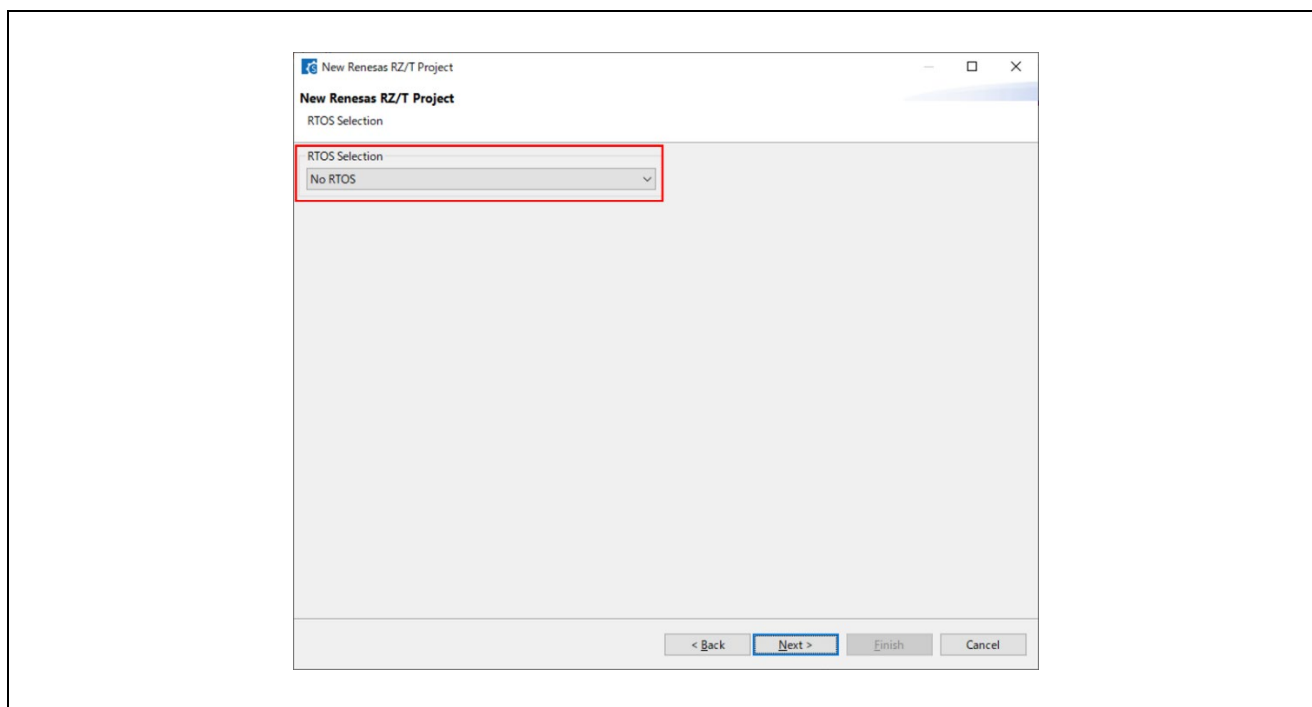 New Renesas RZ/T Project
New Renesas RZ/T Project
RTOS Selection
RTOS Selection
No RTOS
< Back Next > Finish Cancel